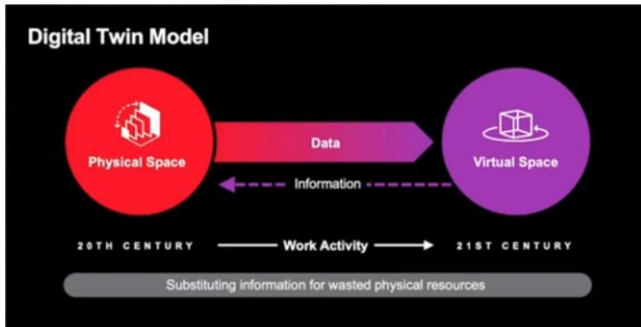 Digital Twin Model
Physical Space
Data
Virtual Space
Information
20TH CENTURY
Work Activity
21ST CENTURY
Substituting information for wasted physical resources